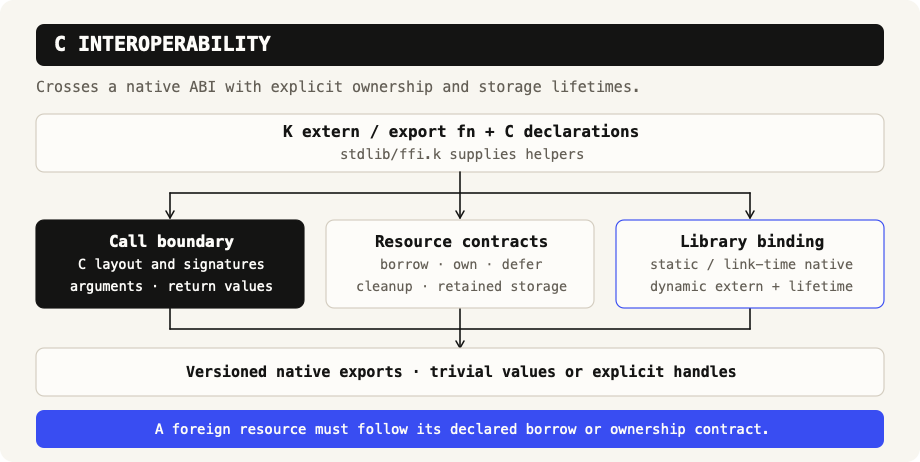 C INTEROPERABILITY
Crosses a native ABI with explicit ownership and storage lifetimes.
K extern / export fn + C declarations
stdlib/ffi.k supplies helpers
Call boundary
C layout and signatures
arguments · return values
Resource contracts
borrow · own · defer
cleanup · retained storage
Library binding
static / link-time native
dynamic extern + lifetime
Versioned native exports · trivial values or explicit handles
A foreign resource must follow its declared borrow or ownership contract.